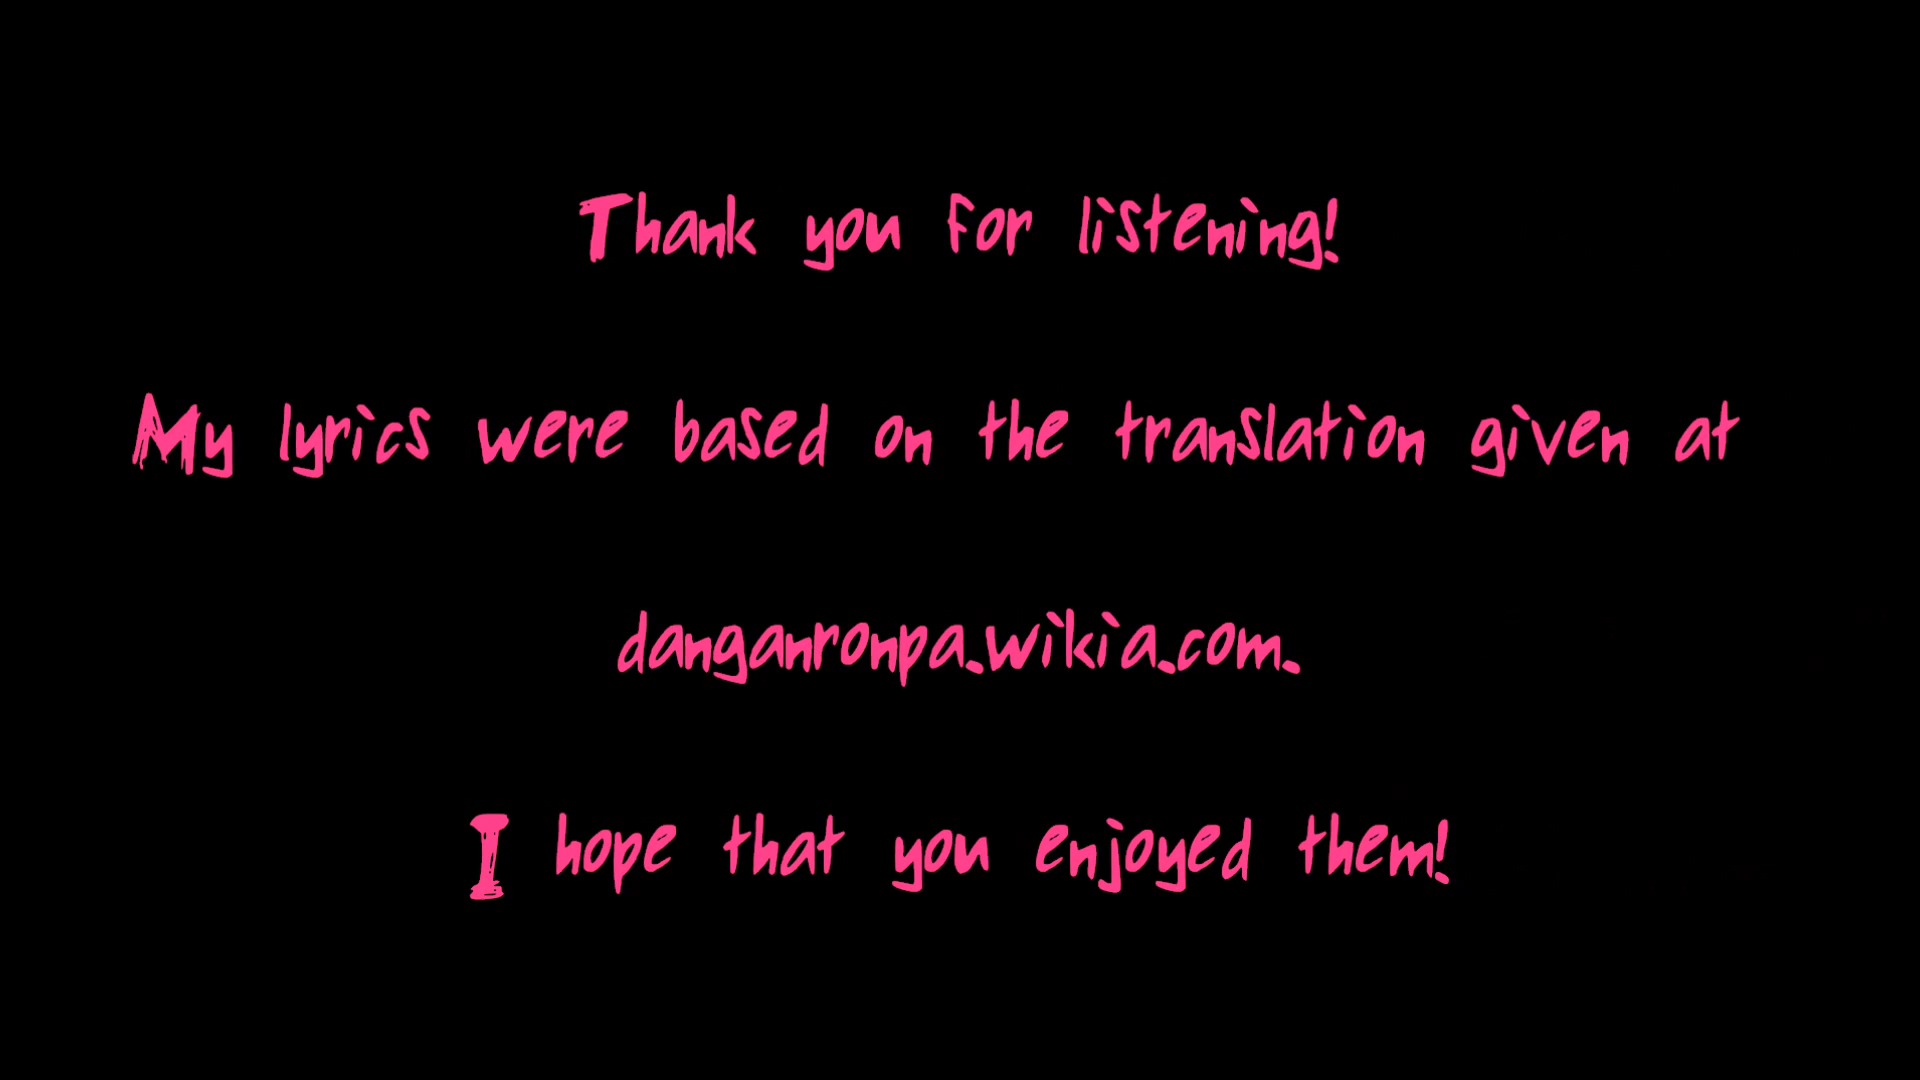 Thank you for listening!
My lyrics were based on the translation given at
danganronpa.wikia.com.
I hope that you enjoyed them!